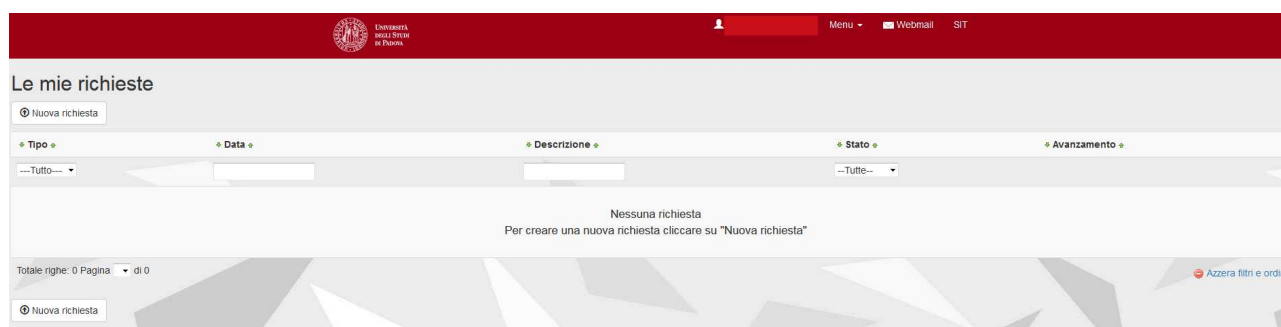 UNIVERSITÀ
DEGLI STUDI
DI PADOVA
Menu Webmail SIT
Le mie richieste
Nuova richiesta
Tipo Data Descrizione Stato Avanzamento
---Tutto--- --Tutte--
Nessuna richiesta
Per creare una nuova richiesta cliccare su "Nuova richiesta"
Totale righe: 0 Pagina di 0
Azzera filtri e ordi
Nuova richiesta